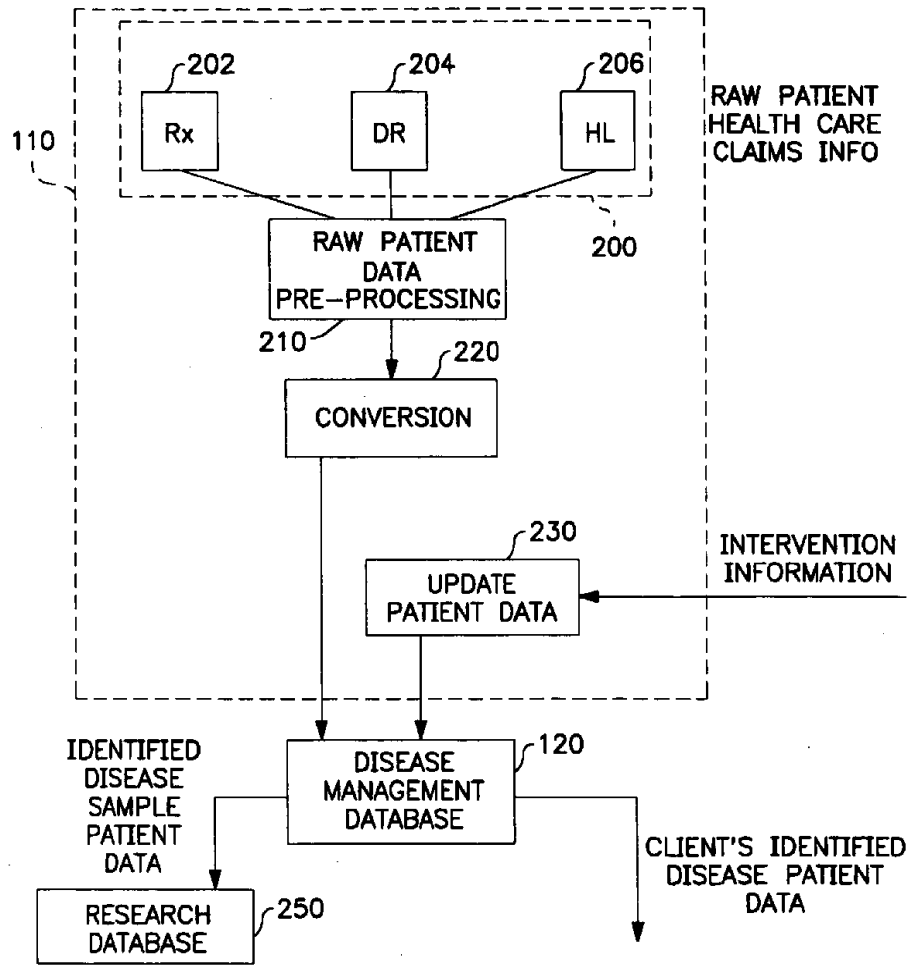 202
204
206
Rx
DR
HL
RAW PATIENT
HEALTH CARE
CLAIMS INFO
110
200
RAW PATIENT
DATA
PRE-PROCESSING
210
220
CONVERSION
230
UPDATE
PATIENT DATA
INTERVENTION
INFORMATION
IDENTIFIED
DISEASE
SAMPLE
PATIENT
DATA
DISEASE
MANAGEMENT
DATABASE
120
CLIENT'S IDENTIFIED
DISEASE PATIENT
DATA
RESEARCH
DATABASE
250